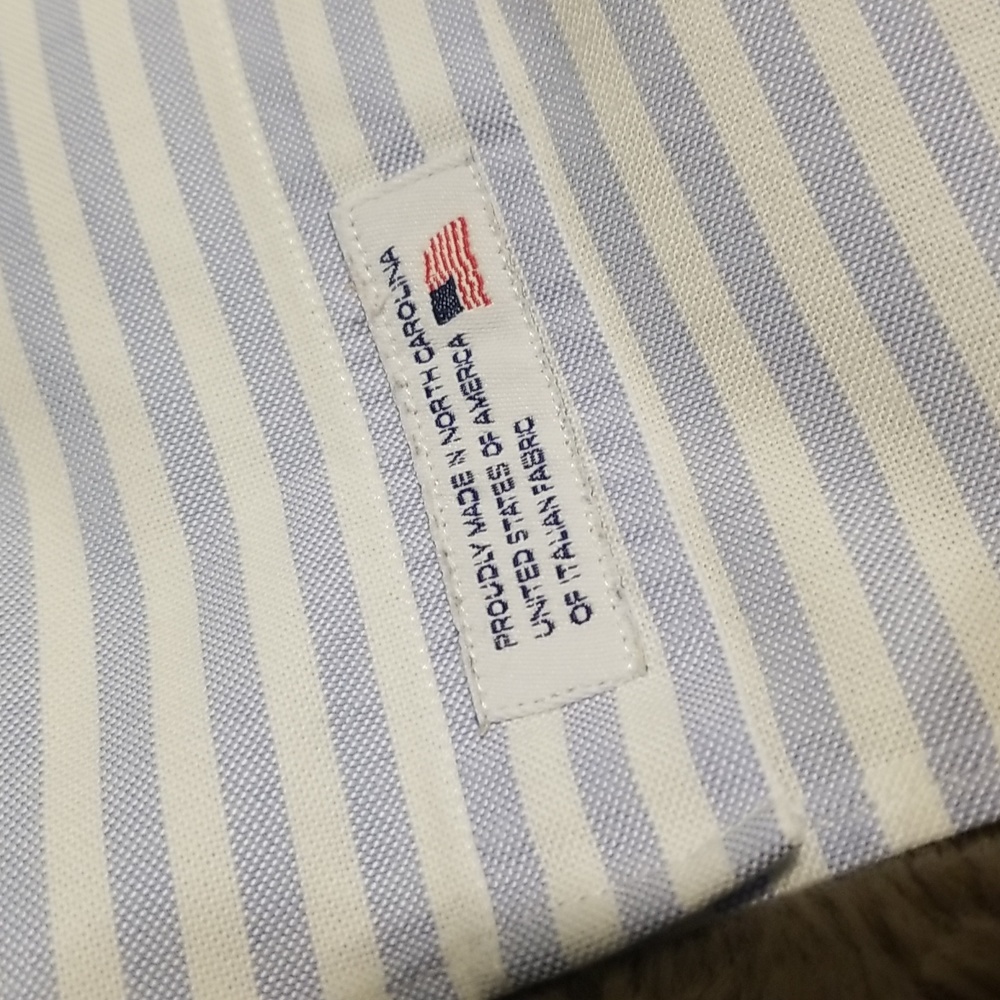 PROUDLY MADE IN NORTH CAROLINA
UNITED STATES OF AMERICA
OF ITALIAN FABRIC